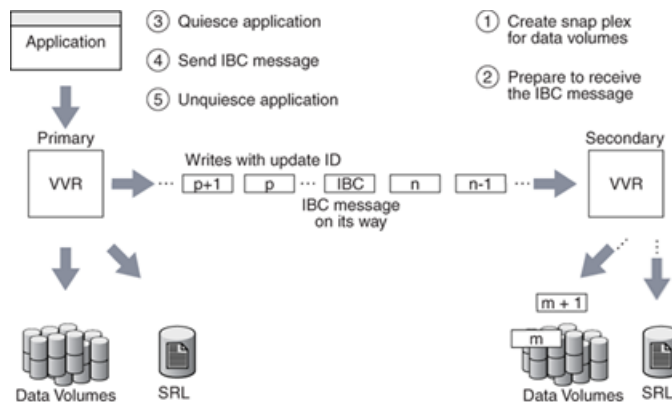 Application
③ Quiesce application
④ Send IBC message
⑤ Unquiesce application
① Create snap plex
for data volumes
② Prepare to receive
the IBC message
Primary
Secondary
VVR
Writes with update ID
... p+1 p ... IBC n n-1 ...
IBC message
on its way
VVR
m + 1
m
Data Volumes
SRL
Data Volumes
SRL